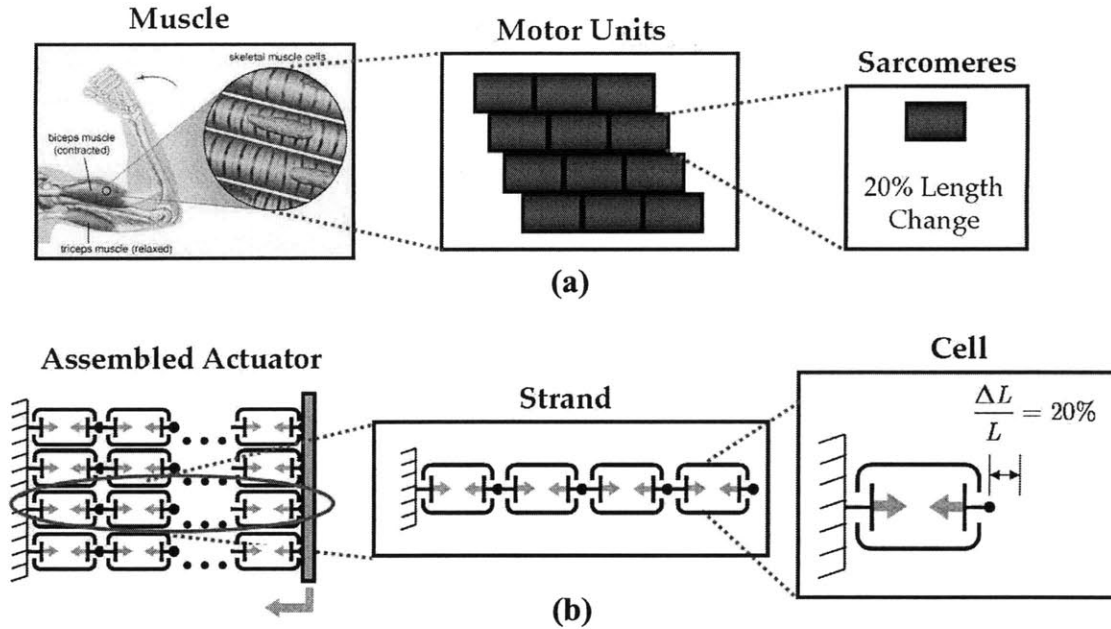 Muscle
Motor Units
Sarcomeres
skeletal muscle cells
biceps muscle
(contracted)
triceps muscle (relaxed)
20% Length
Change
(a)
Assembled Actuator
Strand
Cell
ΔL
L
= 20%
(b)